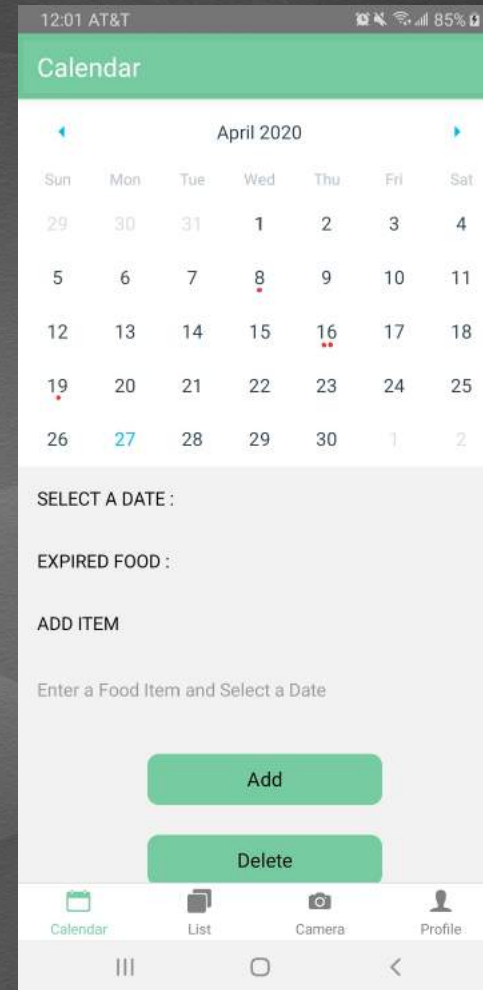 12:01 AT&T 85%
Calendar
April 2020
Sun Mon Tue Wed Thu Fri Sat
29 30 31 1 2 3 4
5 6 7 8 9 10 11
12 13 14 15 16 17 18
19 20 21 22 23 24 25
26 27 28 29 30 1 2
SELECT A DATE :
EXPIRED FOOD :
ADD ITEM
Enter a Food Item and Select a Date
Add
Delete
Calendar List Camera Profile